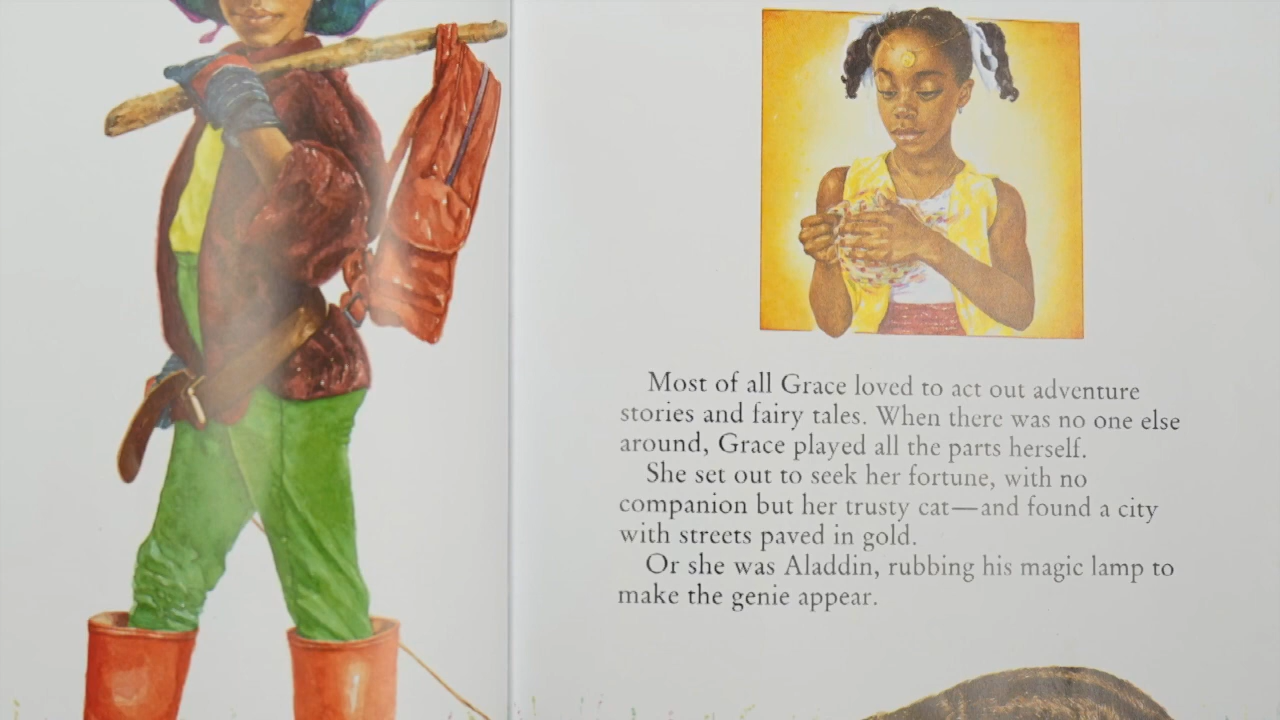 Most of all Grace loved to act out adventure
stories and fairy tales. When there was no one else
around, Grace played all the parts herself.
She set out to seek her fortune, with no
companion but her trusty cat—and found a city
with streets paved in gold.
Or she was Aladdin, rubbing his magic lamp to
make the genie appear.